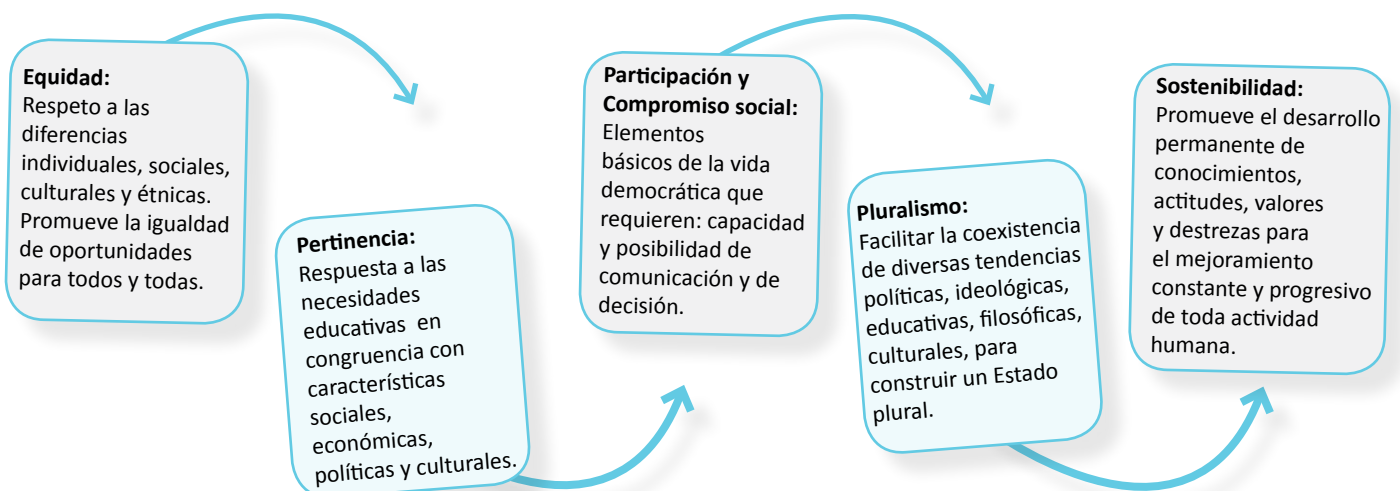 Equidad:
Respeto a las
diferencias
individuales, sociales,
culturales y étnicas.
Promueve la igualdad
de oportunidades
para todos y todas.
Pertinencia:
Respuesta a las
necesidades
educativas en
congruencia con
características
sociales,
económicas,
políticas y culturales.
Participación y
Compromiso social:
Elementos
básicos de la vida
democrática que
requieren: capacidad
y posibilidad de
comunicación y de
decisión.
Pluralismo:
Facilitar la coexistencia
de diversas tendencias
políticas, ideológicas,
educativas, filosóficas,
culturales, para
construir un Estado
plural.
Sostenibilidad:
Promueve el desarrollo
permanente de
conocimientos,
actitudes, valores
y destrezas para
el mejoramiento
constante y progresivo
de toda actividad
humana.